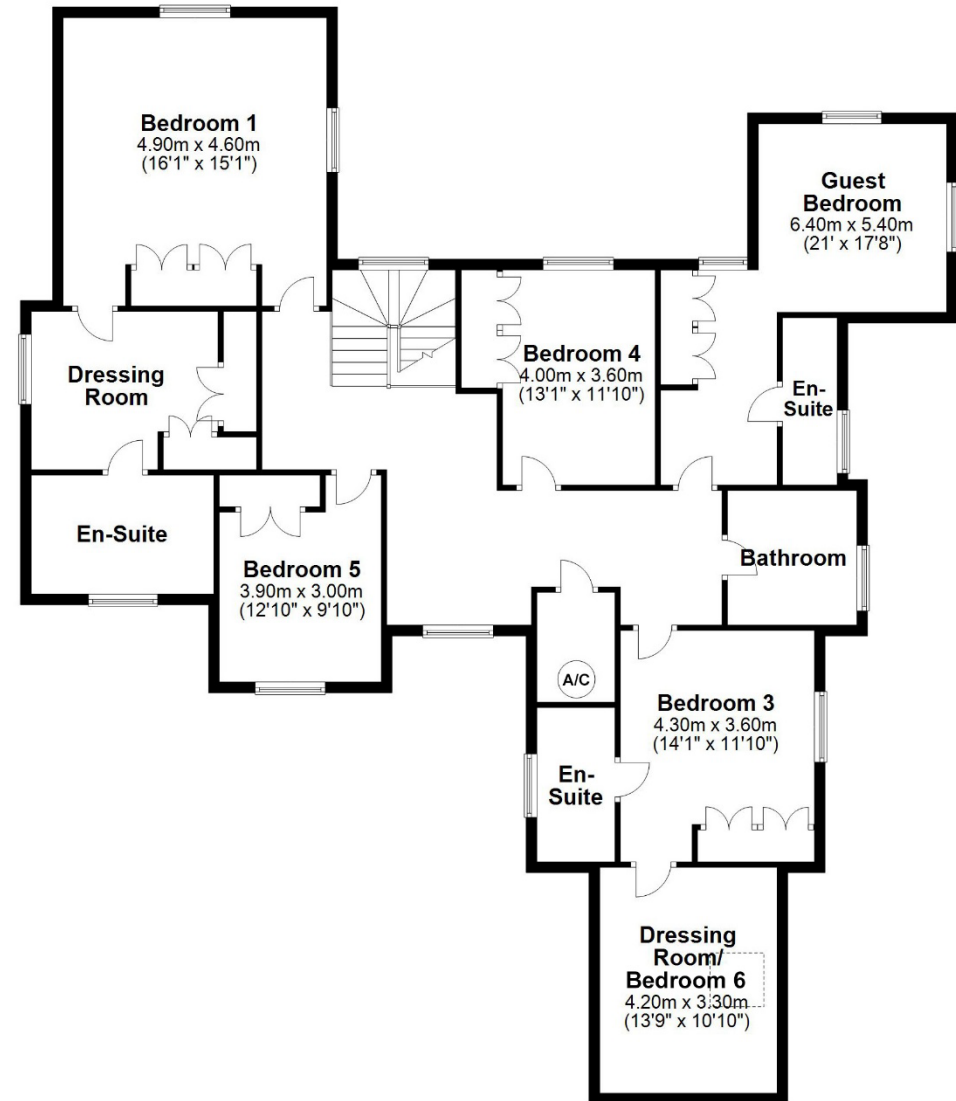 Bedroom 1
4.90m x 4.60m
(16'1" x 15'1")
Guest
Bedroom
6.40m x 5.40m
(21' x 17'8")
Bedroom 4
4.00m x 3.60m
(13'1" x 11'10")
Dressing
Room
En-
Suite
En-Suite
Bedroom 5
3.90m x 3.00m
(12'10" x 9'10")
Bathroom
A/C
Bedroom 3
4.30m x 3.60m
(14'1" x 11'10")
En-
Suite
Dressing
Room/
Bedroom 6
4.20m x 3.30m
(13'9" x 10'10")